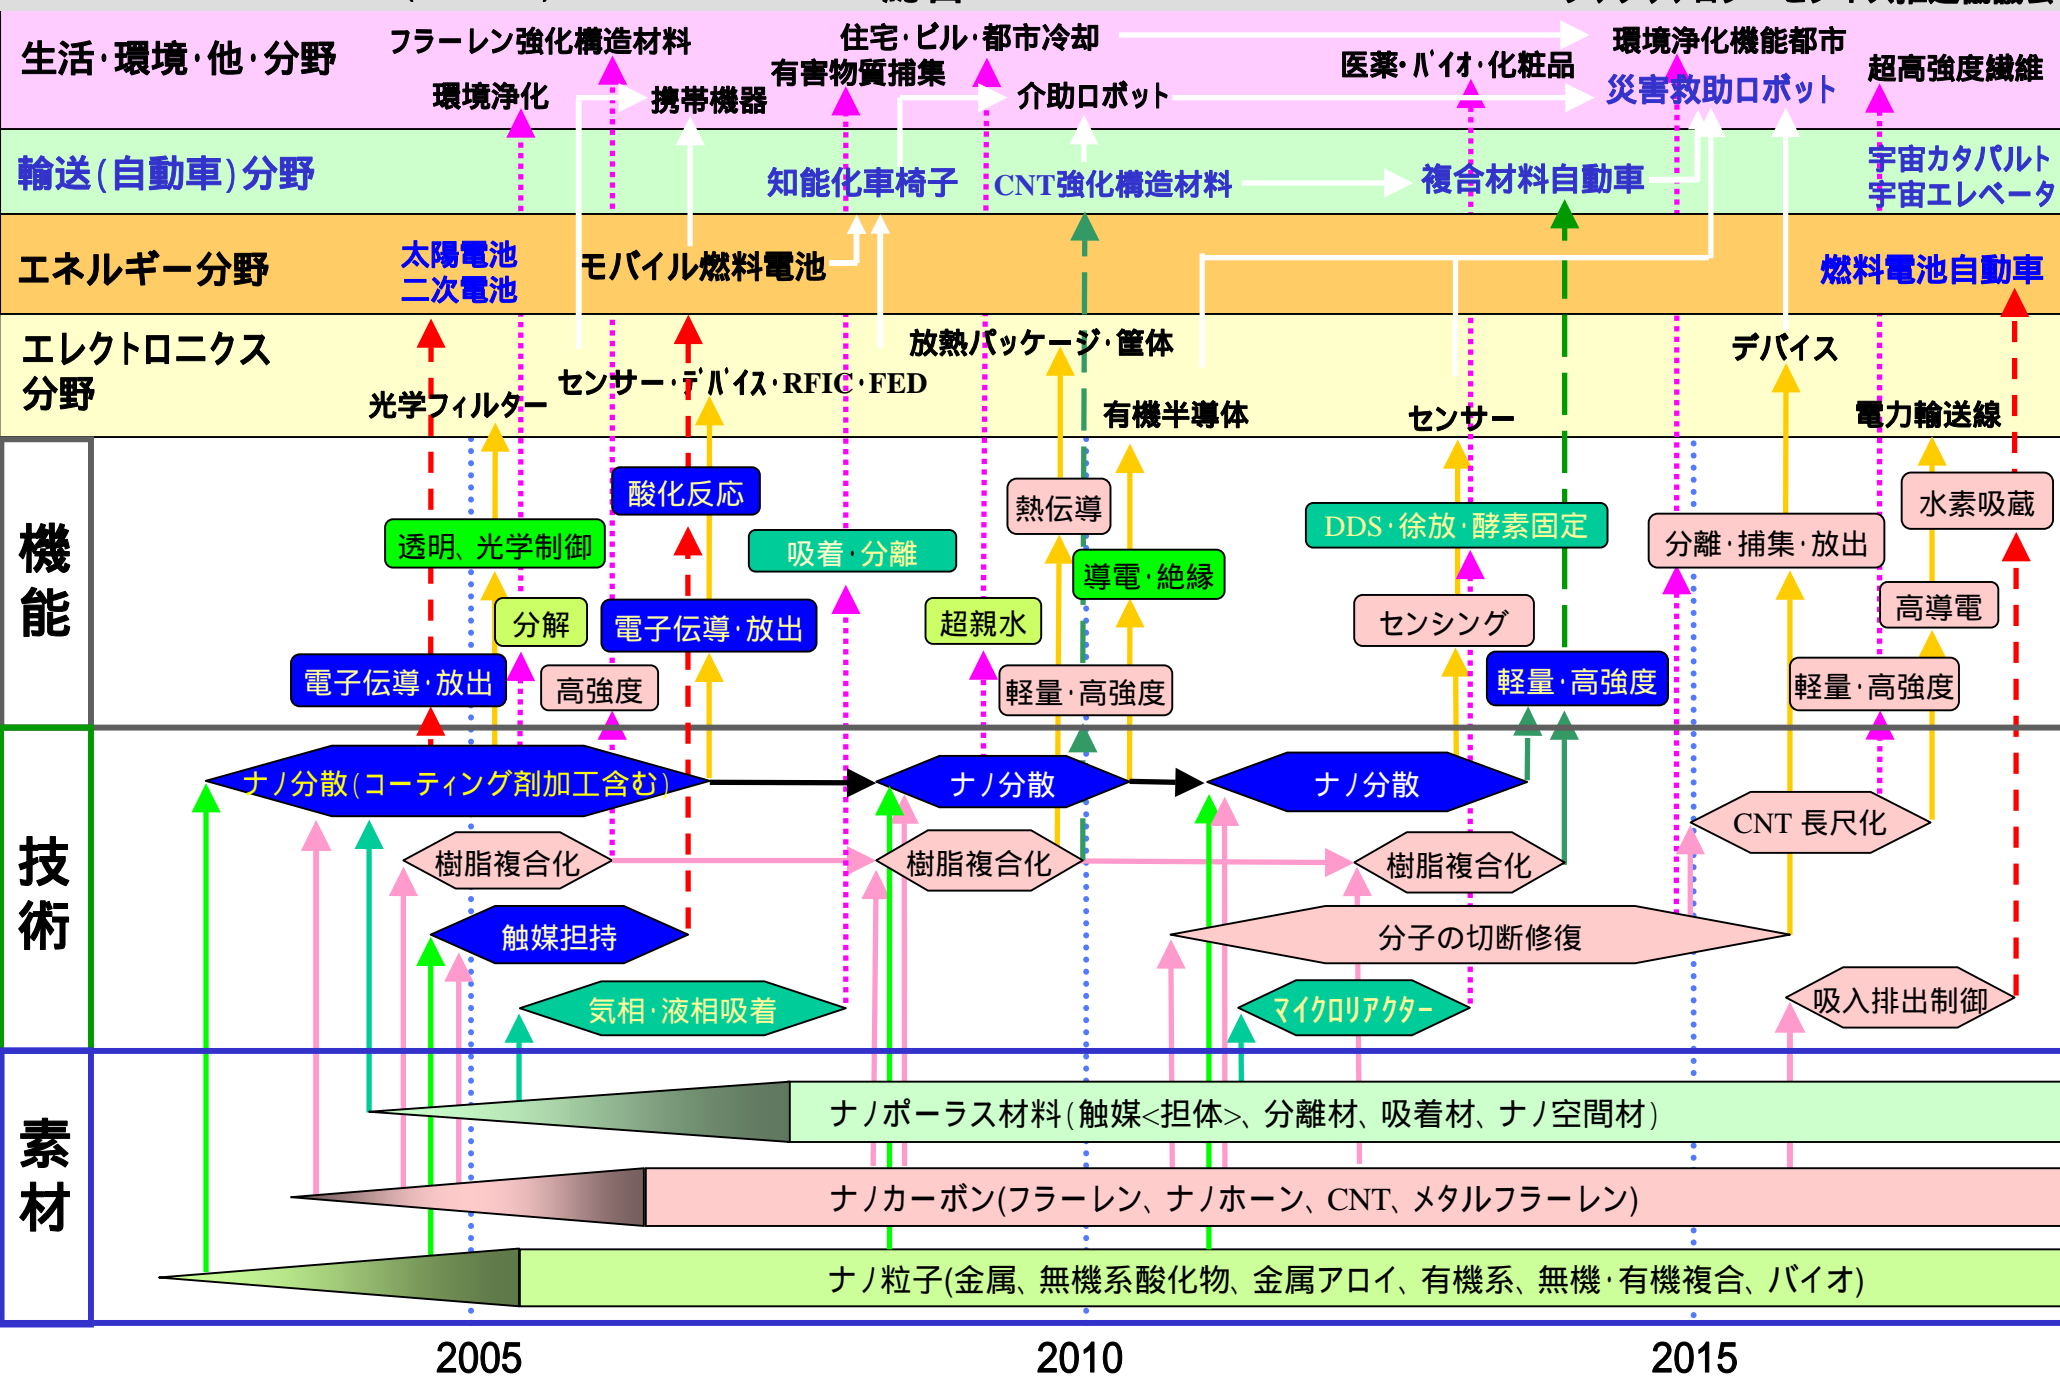 生活･環境･他･分野
フラーレン強化構造材料
住宅･ビル･都市冷却
環境浄化機能都市
有害物質捕集
医薬･バイオ･化粧品
超高強度繊維
環境浄化
携帯機器
介助ロボット
災害救助ロボット
輸送(自動車)分野
知能化車椅子
CNT強化構造材料
複合材料自動車
宇宙カタパルト
宇宙エレベータ
エネルギー分野
太陽電池
二次電池
モバイル燃料電池
燃料電池自動車
エレクトロニクス
分野
光学フィルター
センサー･デバイス･RFIC･FED
放熱パッケージ･筐体
有機半導体
センサー
デバイス
電力輸送線
機能
酸化反応
熱伝導
水素吸蔵
透明、光学制御
吸着･分離
DDS･徐放･酵素固定
分離･捕集･放出
導電･絶縁
分解
電子伝導･放出
超親水
センシング
高導電
電子伝導･放出
高強度
軽量･高強度
軽量･高強度
軽量･高強度
技術
ナノ分散(コーティング剤加工含む)
ナノ分散
ナノ分散
CNT 長尺化
樹脂複合化
樹脂複合化
樹脂複合化
触媒担持
分子の切断修復
気相･液相吸着
マイクロリアクター
吸入排出制御
素材
ナノポーラス材料(触媒<担体>、分離材、吸着材、ナノ空間材)
ナノカーボン(フラーレン、ナノホーン、CNT、メタルフラーレン)
ナノ粒子(金属、無機系酸化物、金属アロイ、有機系、無機･有機複合、バイオ)
2005
2010
2015